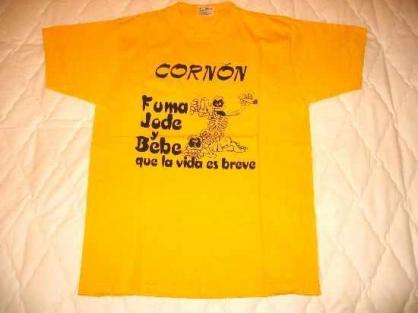 CORNÓN
Fuma
Jode
y
Bebe
que la vida es breve